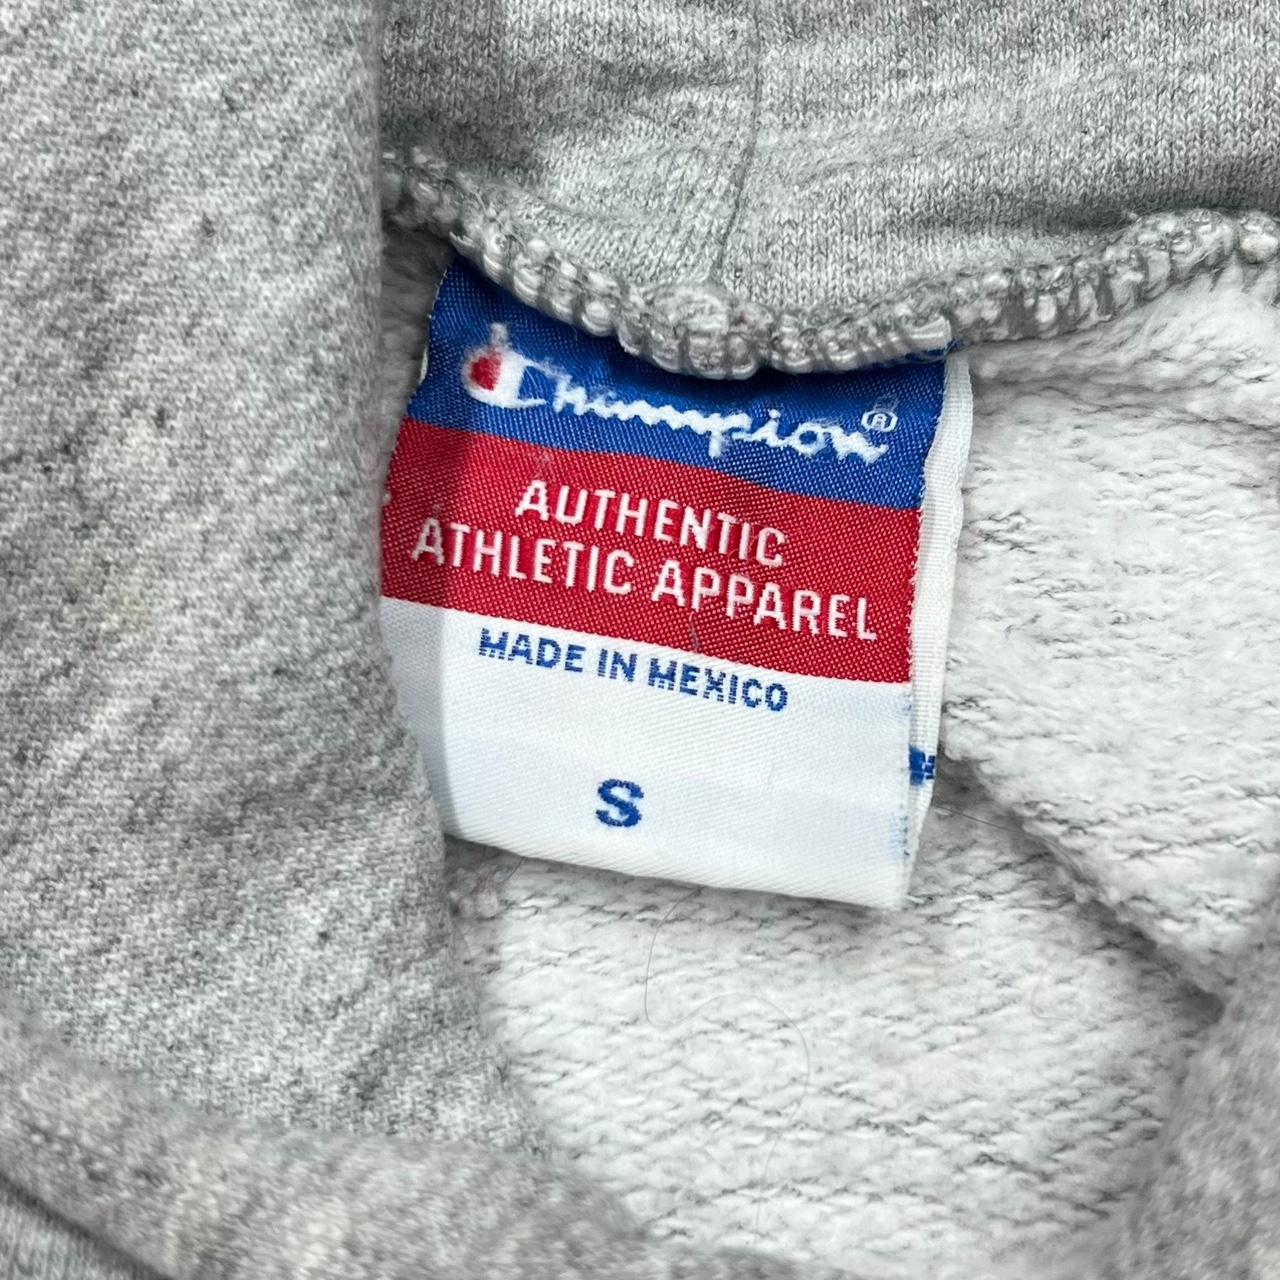 Champion®
AUTHENTIC
ATHLETIC APPAREL
MADE IN MEXICO
S